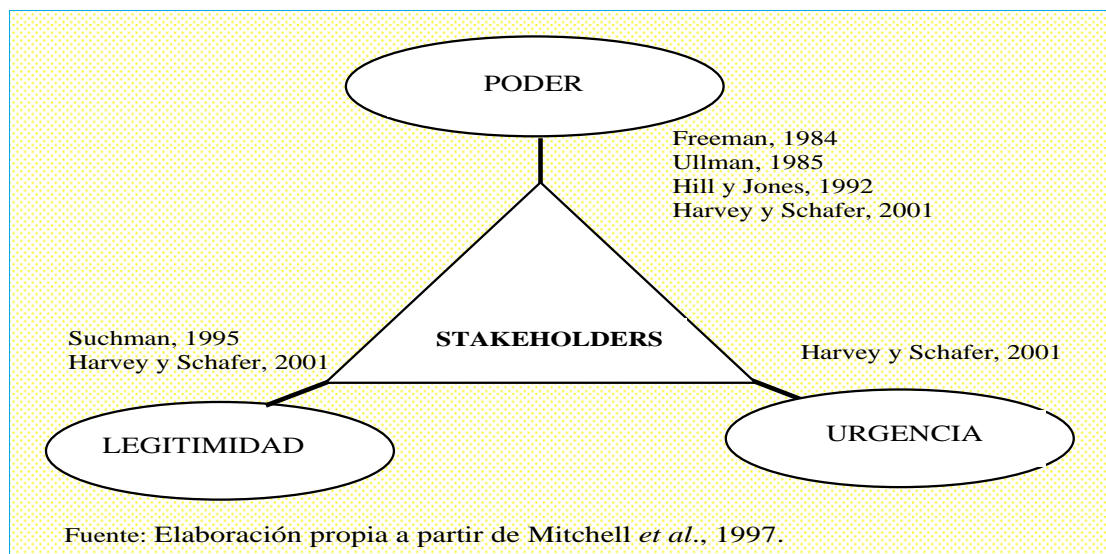 PODER
Freeman, 1984
Ullman, 1985
Hill y Jones, 1992
Harvey y Schafer, 2001
STAKEHOLDERS
Suchman, 1995
Harvey y Schafer, 2001
Harvey y Schafer, 2001
LEGITIMIDAD
URGENCIA
Fuente: Elaboración propia a partir de Mitchell et al., 1997.